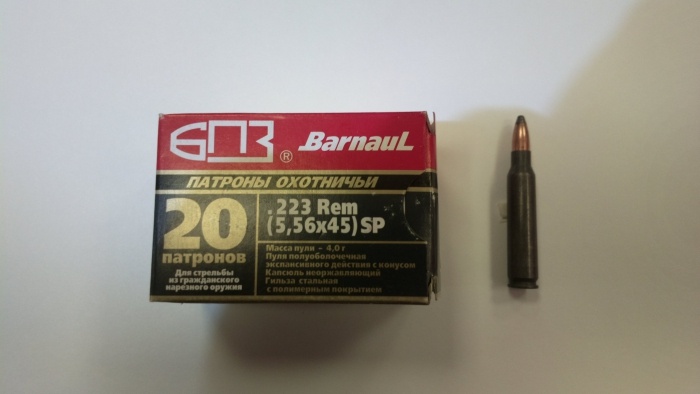 БПЗ ® BarnauL
ПАТРОНЫ ОХОТНИЧЬИ
20
патронов
Для стрельбы
из гражданского
нарезного оружия
.223 Rem
(5,56x45) SP
Масса пули – 4,0 г
Пуля полуоболочечная
экспансивного действия с конусом
Капсюль неоржавляющий
Гильза стальная
с полимерным покрытием